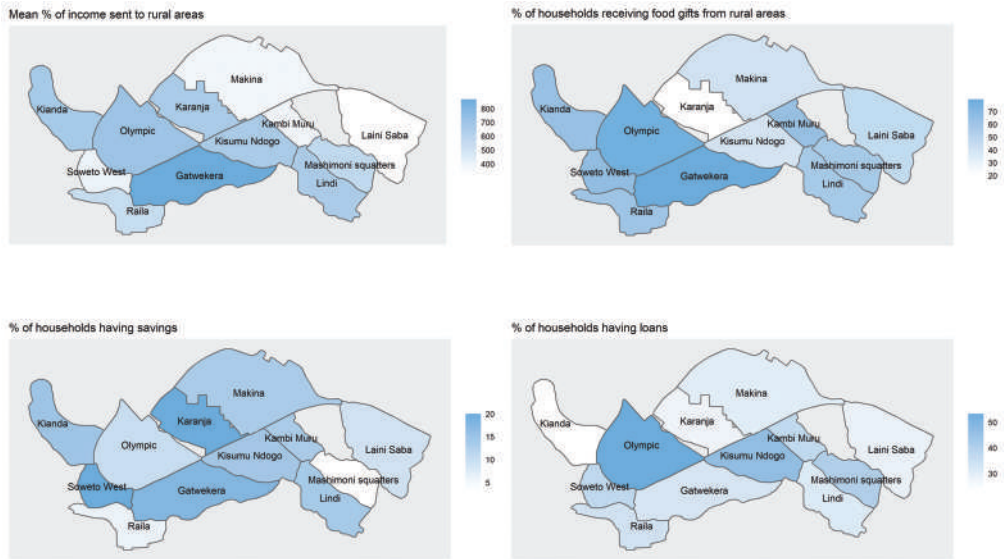 Mean % of income sent to rural areas
Makina
Kianda
Karanja
Kambi Muru
Olympic
Laini Saba
Kisumu Ndogo
Soweto West
Mashimoni squatters
Gatwekera
Lindi
Raila
800
700
600
500
400
% of households receiving food gifts from rural areas
Makina
Kianda
Karanja
Kambi Muru
Olympic
Laini Saba
Kisumu Ndogo
Soweto West
Mashimoni squatters
Gatwekera
Lindi
Raila
70
60
50
40
30
20
% of households having savings
Makina
Kianda
Karanja
Kambi Muru
Olympic
Laini Saba
Kisumu Ndogo
Mashimoni squatters
Soweto West
Gatwekera
Lindi
Raila
20
15
10
5
% of households having loans
Makina
Kianda
Karanja
Kambi Muru
Olympic
Laini Saba
Kisumu Ndogo
Mashimoni squatters
Soweto West
Gatwekera
Lindi
Raila
50
40
30